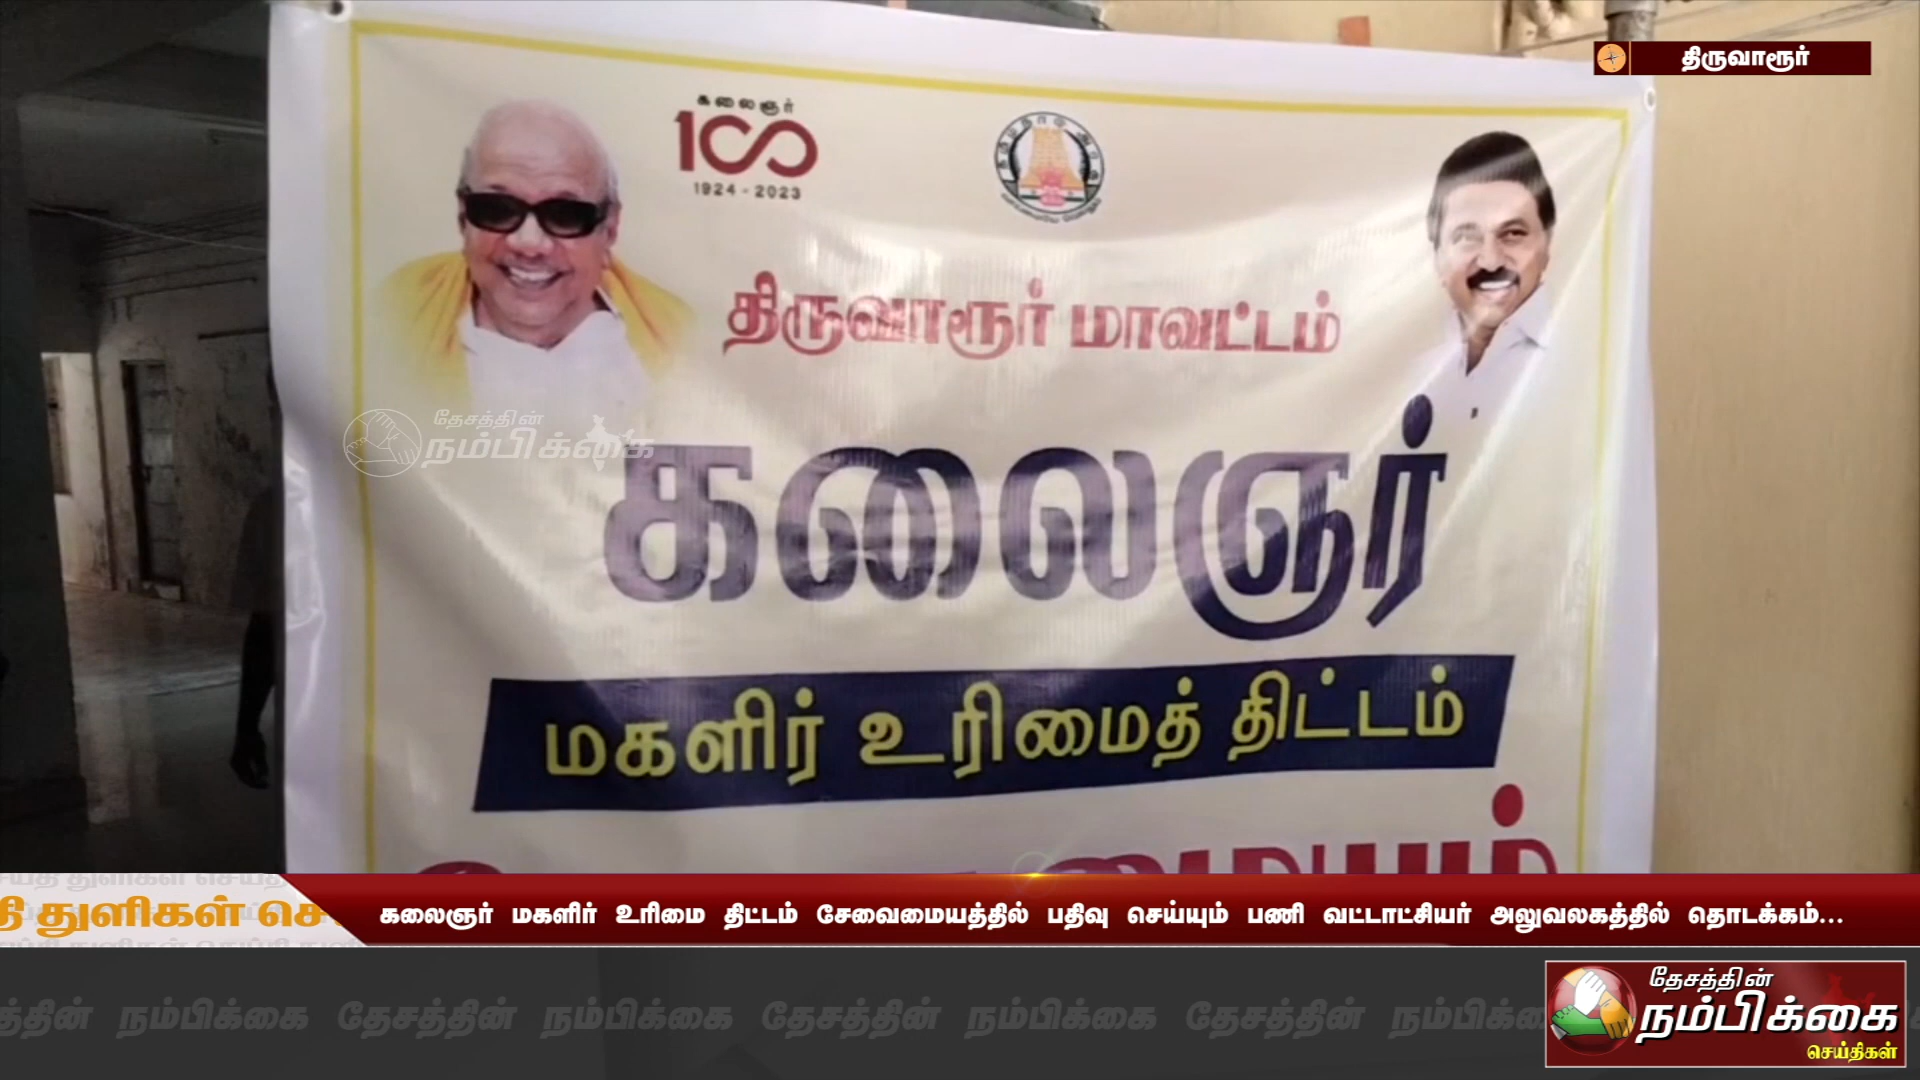 திருவாரூர்
கலைஞர்
100
1924 - 2023
திருவாரூர் மாவட்டம்
தேசத்தின்
நம்பிக்கை
கலைஞர்
மகளிர் உரிமைத் திட்டம்
கலைஞர் மகளிர் உரிமை திட்டம் சேவைமையத்தில் பதிவு செய்யும் பணி வட்டாட்சியர் அலுவலகத்தில் தொடக்கம்...
தேசத்தின்
நம்பிக்கை
செய்திகள்
நம்பிக்கை தேசத்தின் நம்பிக்கை தேசத்தின் நம்பிக்கை தேசத்தின்